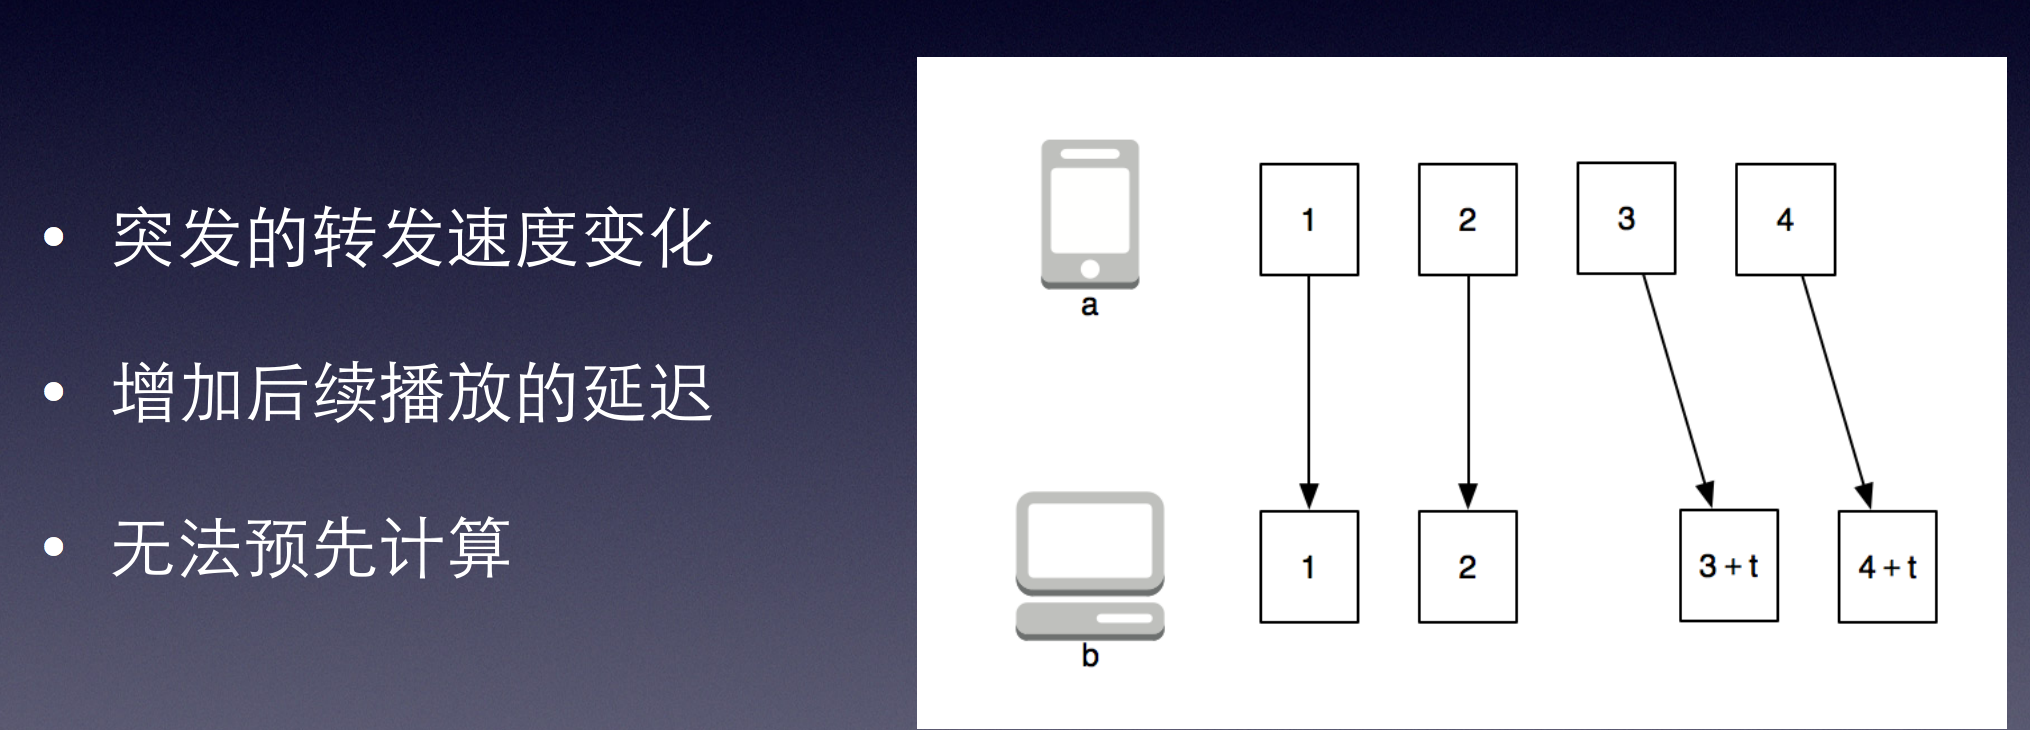 • 突发的转发速度变化
• 增加后续播放的延迟
• 无法预先计算
1 2 3 4
a
1 2 3+t 4+t
b